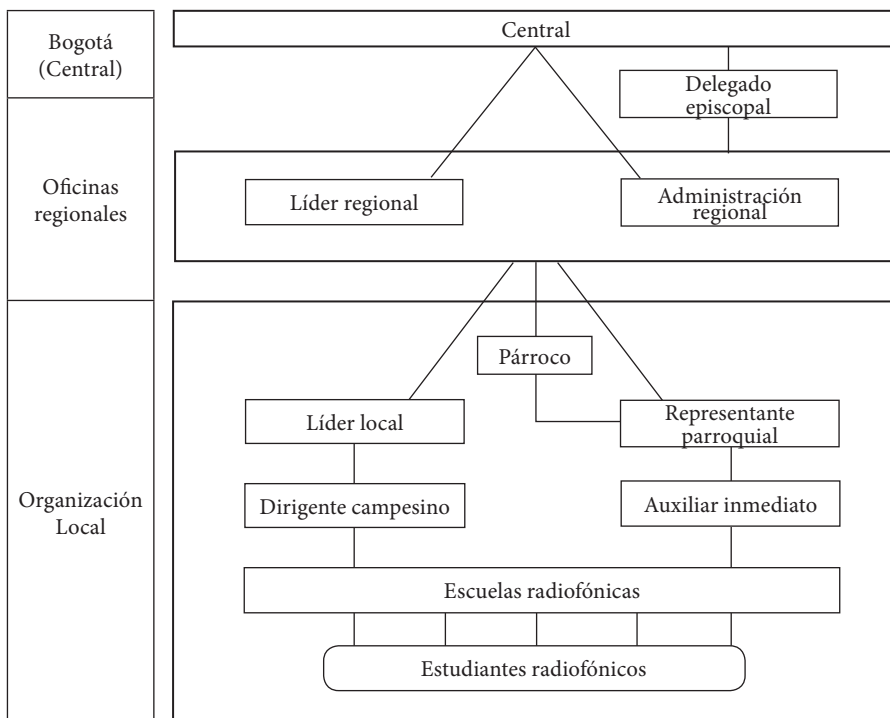 Bogotá
(Central)
Central
Delegado
episcopal
Oficinas
regionales
Líder regional
Administración
regional
Organización
Local
Párroco
Líder local
Representante
parroquial
Dirigente campesino
Auxiliar inmediato
Escuelas radiofónicas
Estudiantes radiofónicos